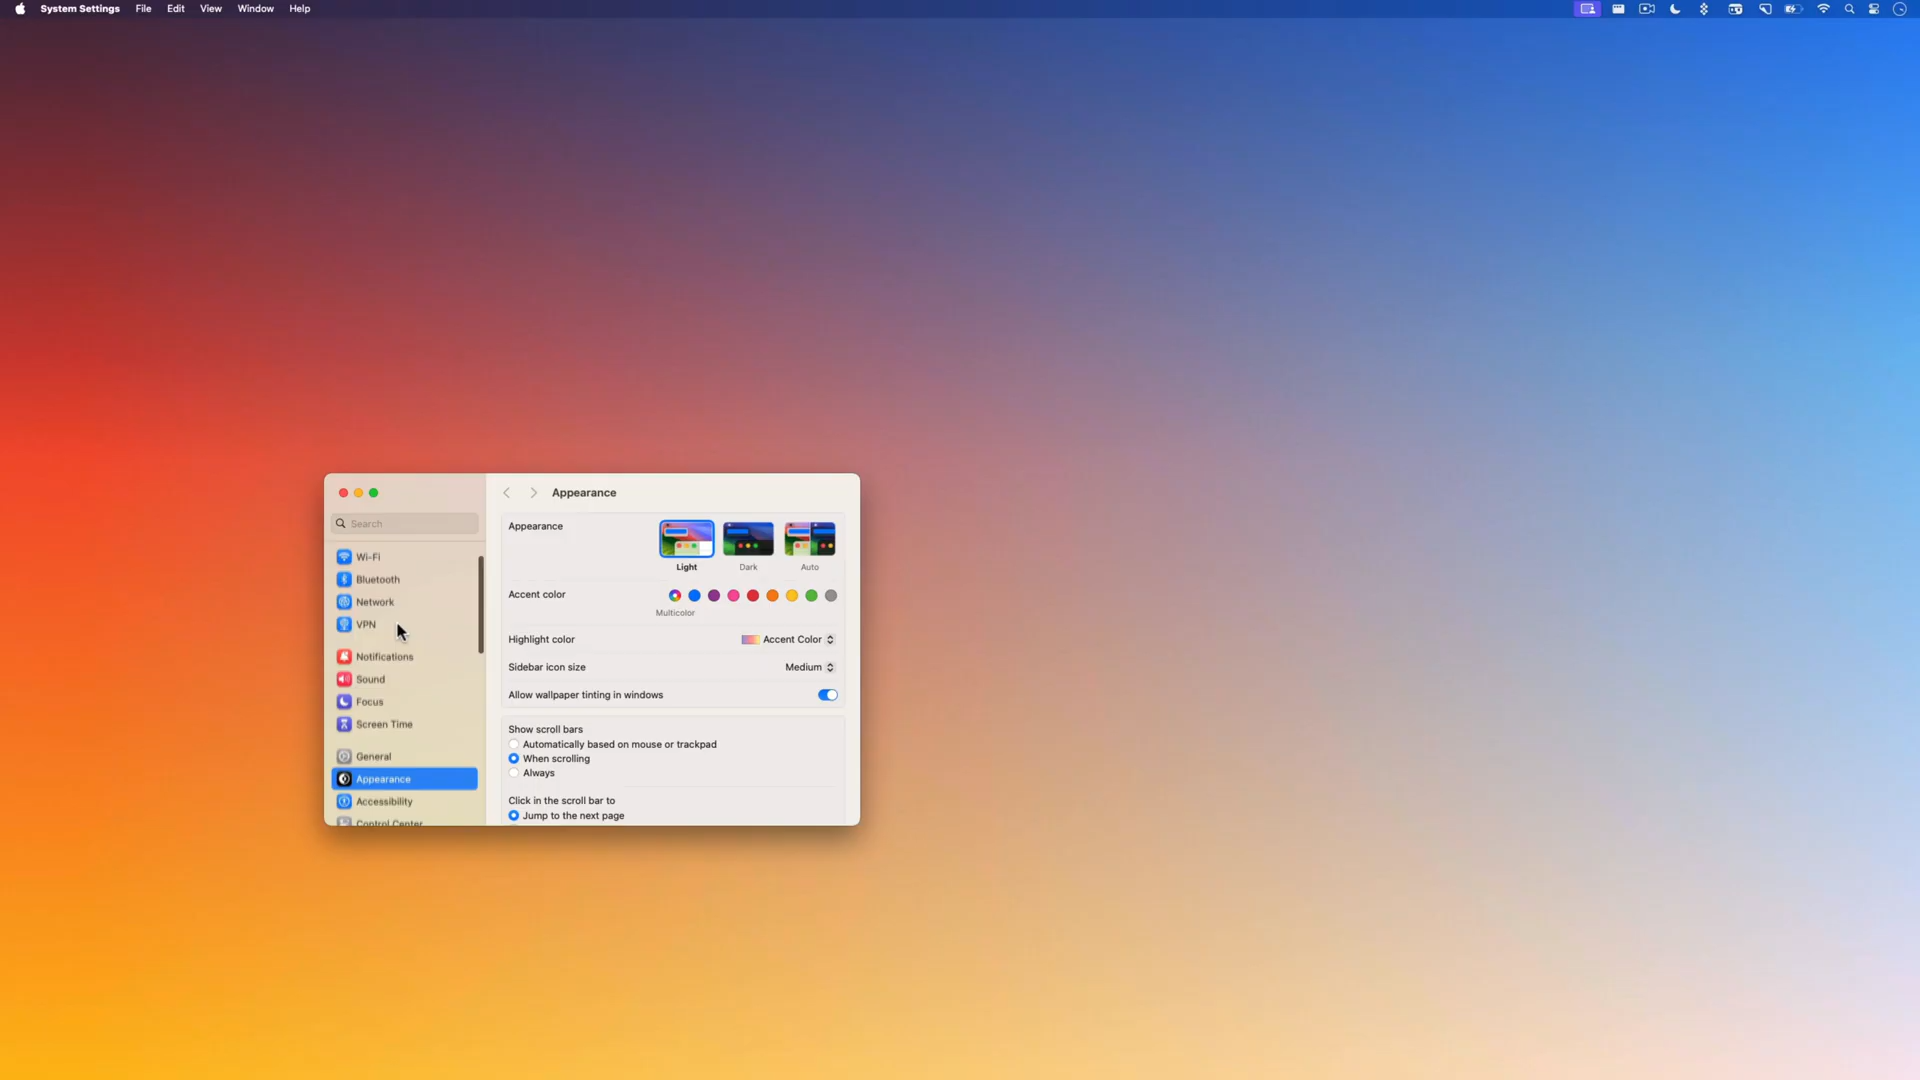 System Settings File Edit View Window Help
Search
Wi-Fi
Bluetooth
Network
VPN
Notifications
Sound
Focus
Screen Time
General
Appearance
Accessibility
Control Center
Appearance
Appearance
Light Dark Auto
Accent color
Multicolor
Highlight color Accent Color
Sidebar icon size Medium
Allow wallpaper tinting in windows
Show scroll bars
Automatically based on mouse or trackpad
When scrolling
Always
Click in the scroll bar to
Jump to the next page